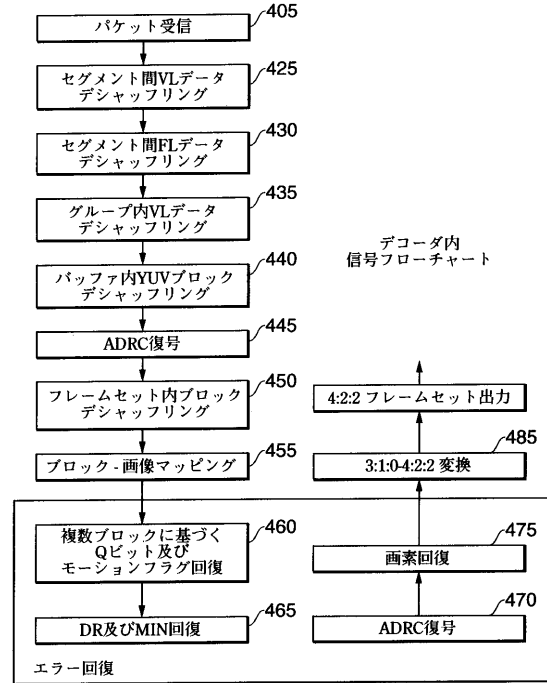 405
パケット受信
425
セグメント間VLデータ
デシャッフリング
430
セグメント間FLデータ
デシャッフリング
435
グループ内VLデータ
デシャッフリング
440
バッファ内YUVブロック
デシャッフリング
445
ADRC復号
450
フレームセット内ブロック
デシャッフリング
455
ブロック-画像マッピング
460
複数ブロックに基づく
Qビット及び
モーションフラグ回復
465
DR及びMIN回復
エラー回復
デコーダ内
信号フローチャート
4:2:2 フレームセット出力
485
3:1:0-4:2:2 変換
475
画素回復
470
ADRC復号